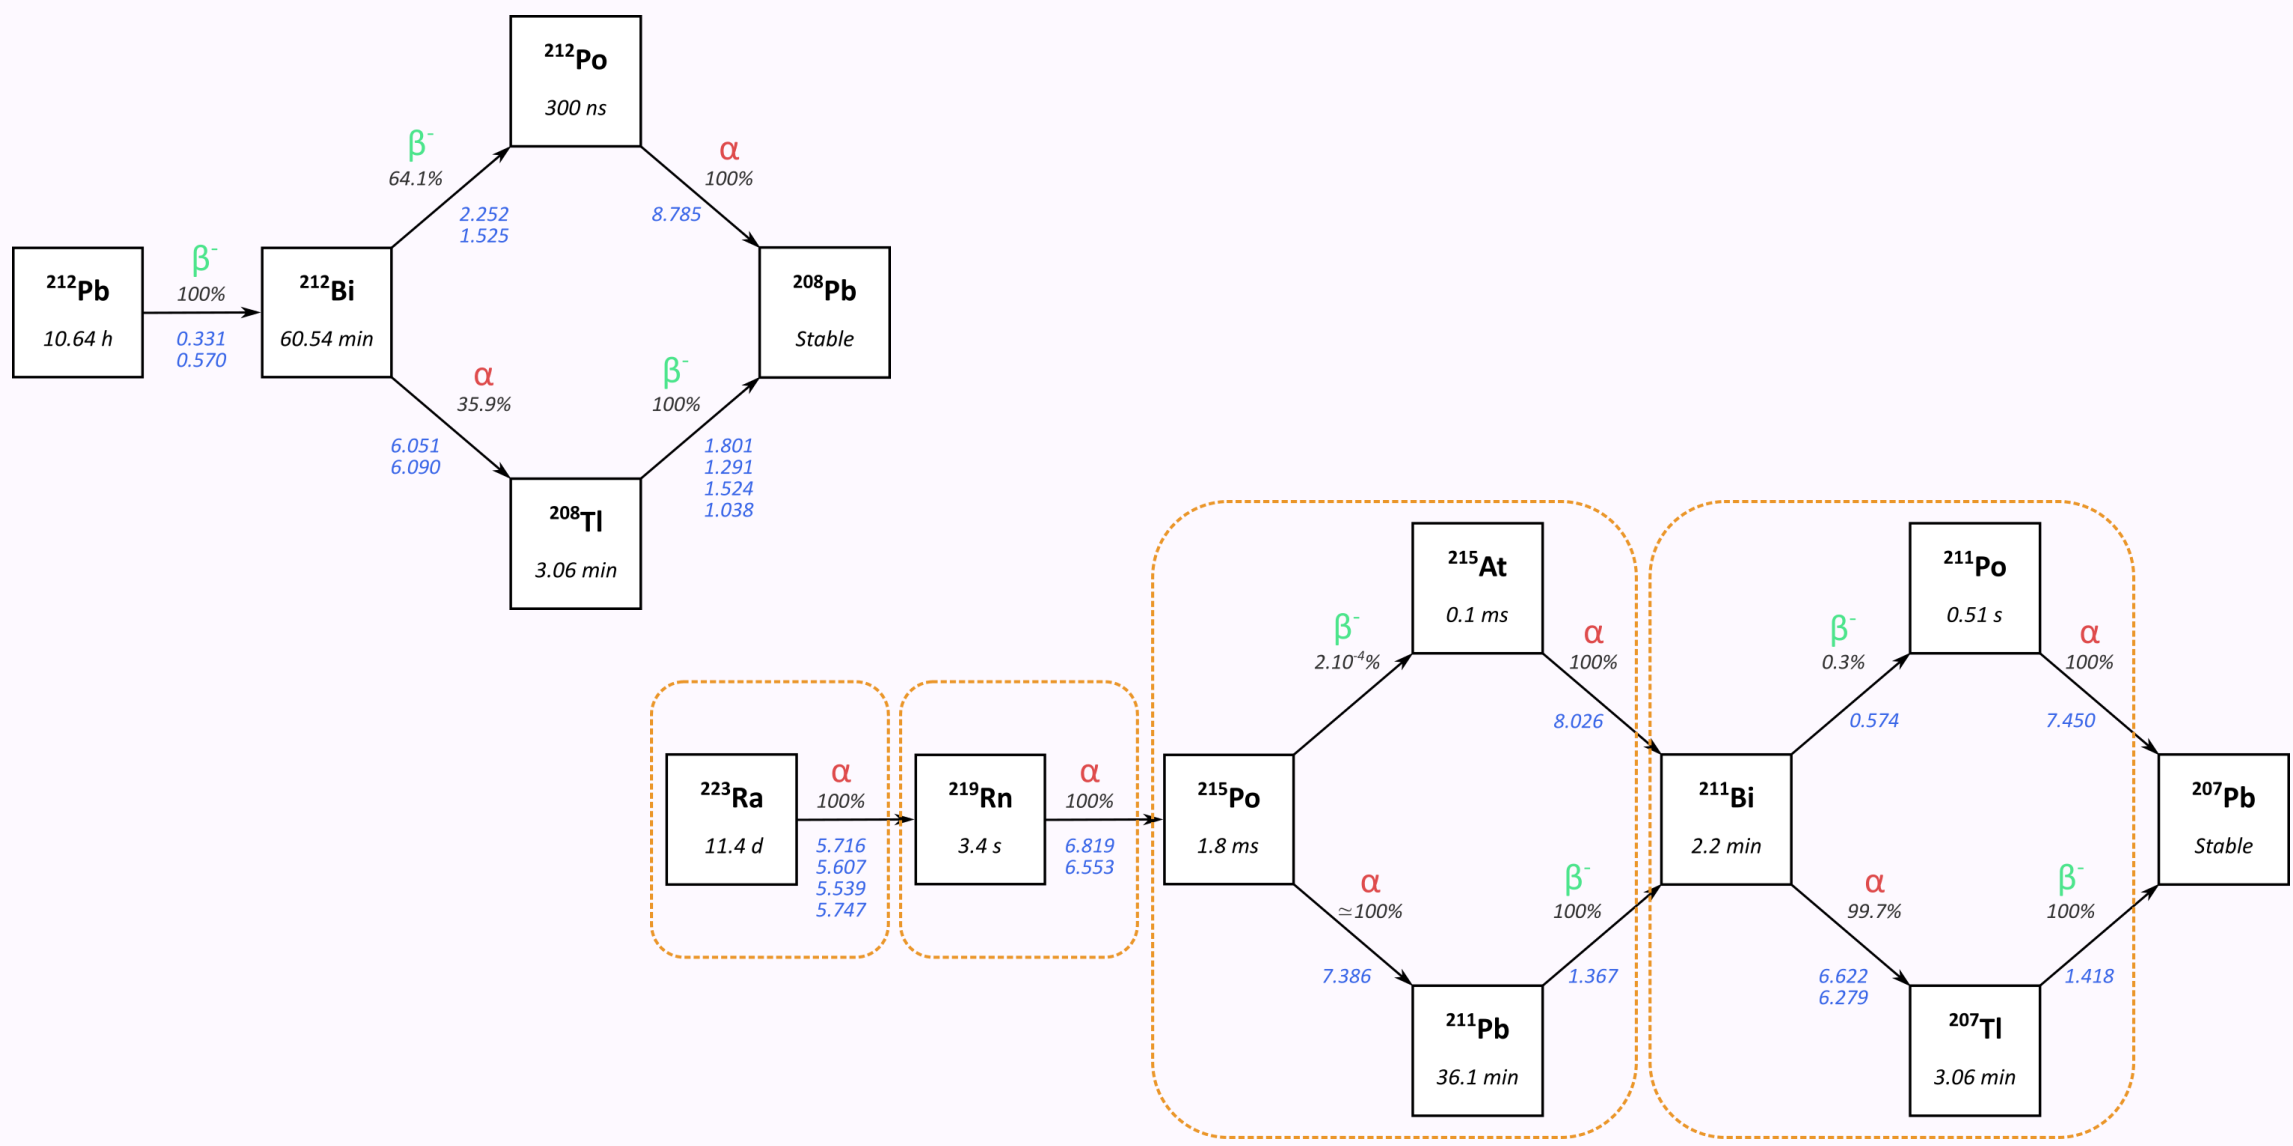 ²¹²Po
300 ns
β⁻
64.1%
2.252
1.525
α
100%
8.785
²¹²Pb
10.64 h
β⁻
100%
0.331
0.570
²¹²Bi
60.54 min
²⁰⁸Pb
Stable
α
35.9%
6.051
6.090
β⁻
100%
1.801
1.291
1.524
1.038
²⁰⁸Tl
3.06 min
²²³Ra
11.4 d
α
100%
5.716
5.607
5.539
5.747
²¹⁹Rn
3.4 s
α
100%
6.819
6.553
²¹⁵Po
1.8 ms
β⁻
2.10⁻⁴%
²¹⁵At
0.1 ms
α
100%
8.026
α
≃100%
7.386
²¹¹Pb
36.1 min
β⁻
100%
1.367
²¹¹Bi
2.2 min
β⁻
0.3%
0.574
²¹¹Po
0.51 s
α
100%
7.450
α
99.7%
6.622
6.279
²⁰⁷Tl
3.06 min
β⁻
100%
1.418
²⁰⁷Pb
Stable